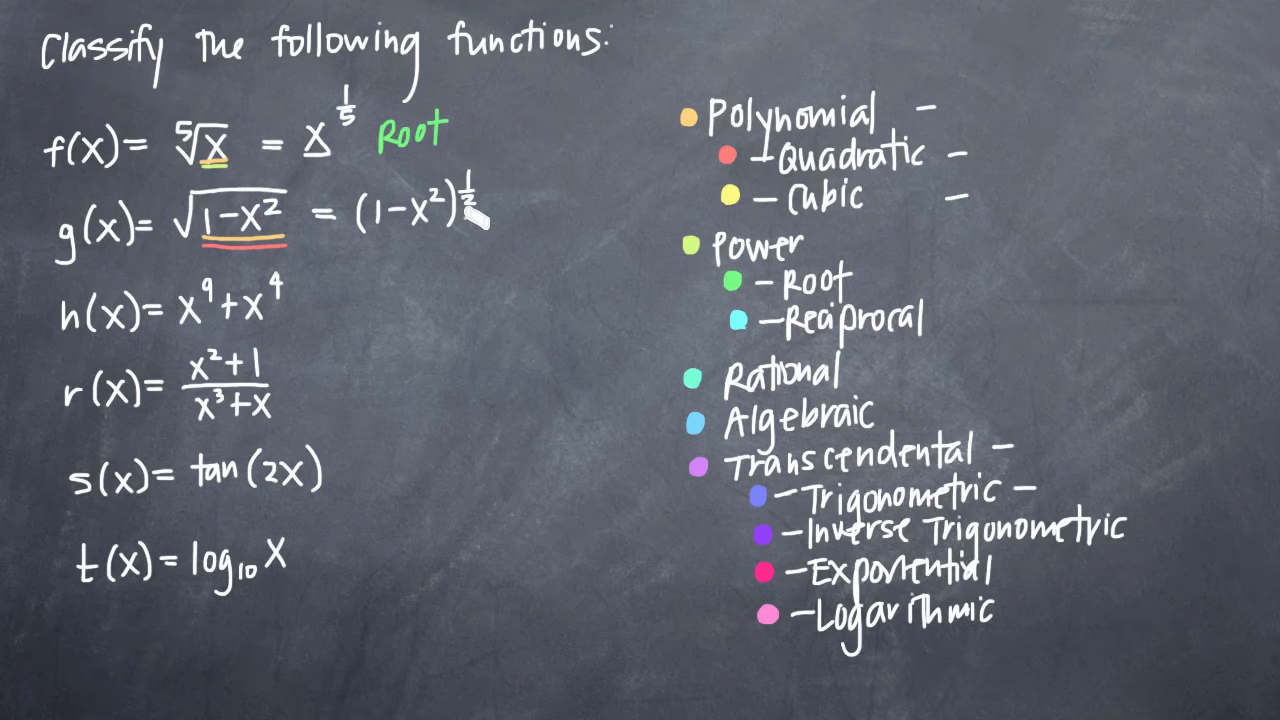 Classify the following functions:
f(x) = ⁵√x = x^(1/5) Root
g(x) = √(1-x²) = (1-x²)^(1/2)
h(x) = x⁹ + x⁴
r(x) = (x²+1)/(x³+x)
s(x) = tan(2x)
t(x) = log₁₀ x
Polynomial –
– Quadratic –
– Cubic –
Power
– Root
– Reciprocal
Rational
Algebraic
Transcendental –
– Trigonometric –
– Inverse Trigonometric
– Exponential
– Logarithmic